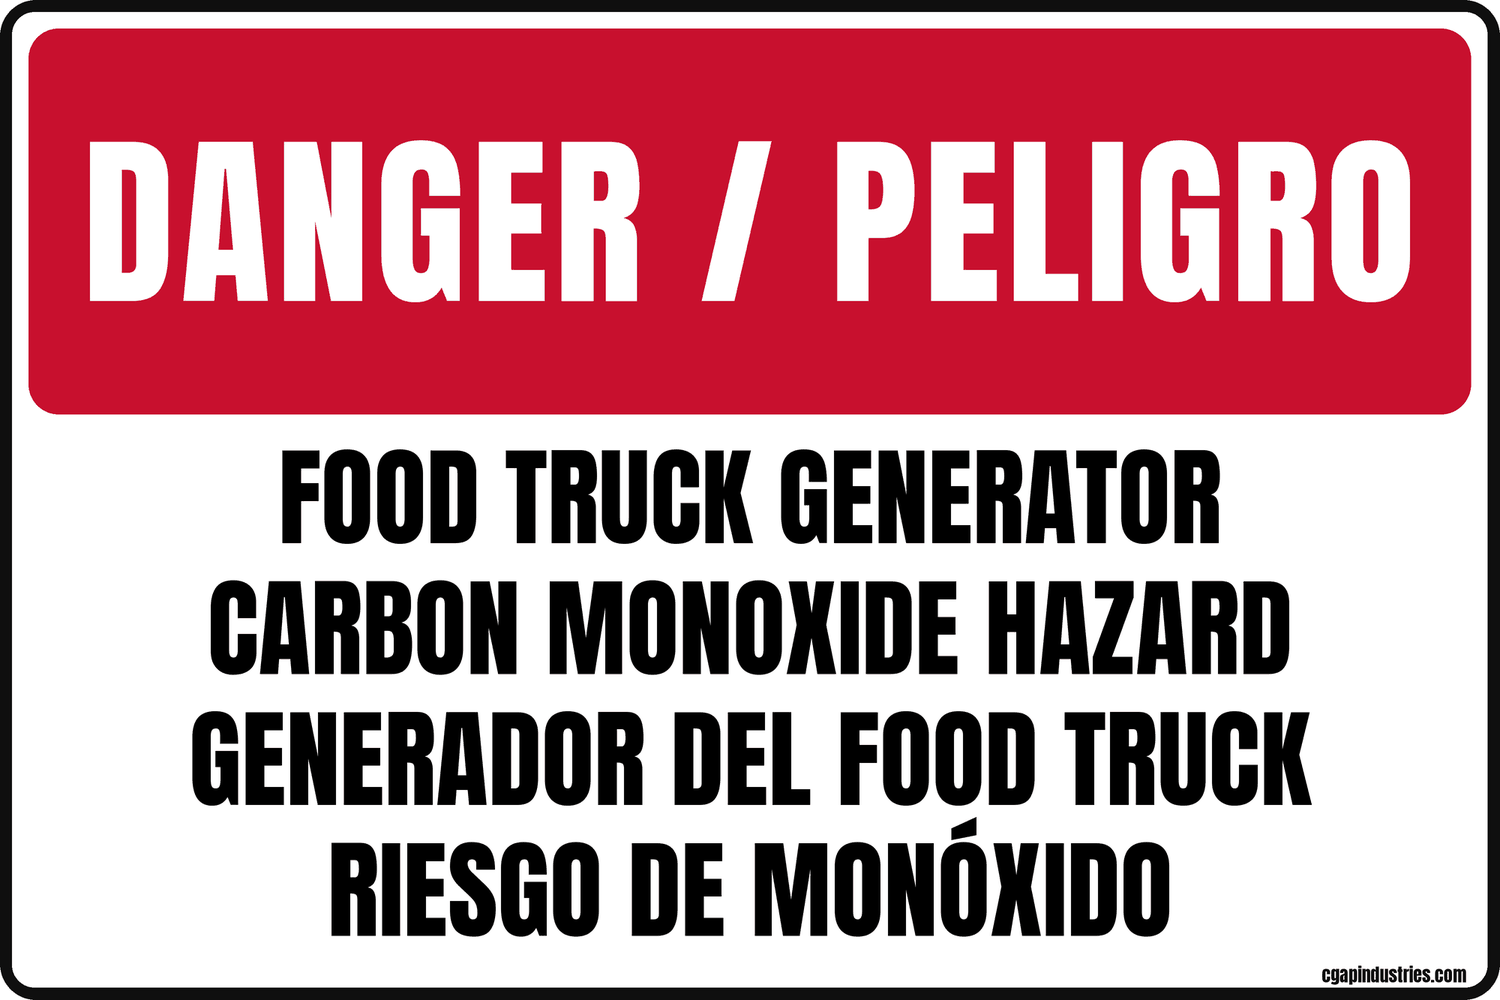 DANGER / PELIGRO
FOOD TRUCK GENERATOR
CARBON MONOXIDE HAZARD
GENERADOR DEL FOOD TRUCK
RIESGO DE MONÓXIDO
cgapindustries.com